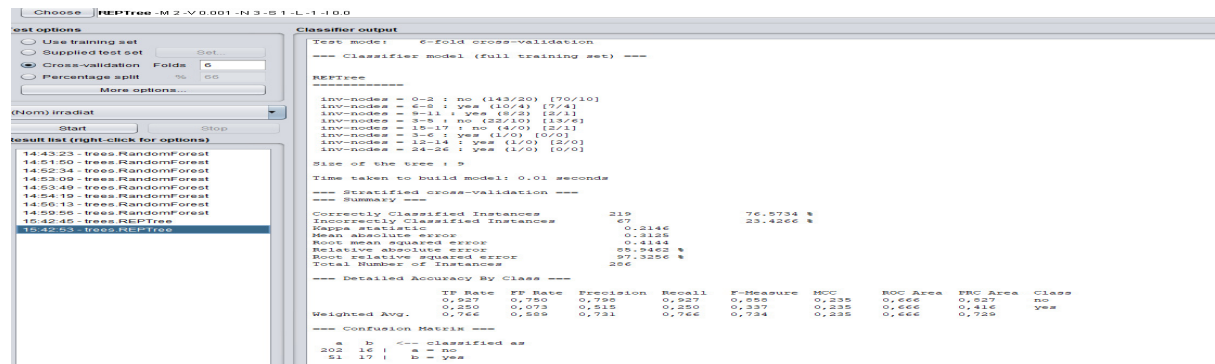 Choose REPTree -M 2 -V 0.001 -N 3 -S 1 -L -1 -I 0.0
est options
Use training set
Supplied test set Set...
Cross-validation Folds 6
Percentage split % 66
More options...
(Nom) irradiat
Start Stop
esult list (right-click for options)
14:43:23 - trees.RandomForest
14:51:50 - trees.RandomForest
14:52:34 - trees.RandomForest
14:53:09 - trees.RandomForest
14:53:49 - trees.RandomForest
14:54:19 - trees.RandomForest
14:56:13 - trees.RandomForest
14:59:56 - trees.RandomForest
15:42:45 - trees.REPTree
15:42:53 - trees.REPTree
Classifier output
Test mode: 6-fold cross-validation
=== Classifier model (full training set) ===
REPTree
============
inv-nodes = 0-2 : no (143/20) [70/10]
inv-nodes = 6-8 : yes (10/4) [7/4]
inv-nodes = 9-11 : yes (8/2) [2/1]
inv-nodes = 3-5 : no (22/10) [13/6]
inv-nodes = 15-17 : no (4/0) [2/1]
inv-nodes = 3-6 : yes (1/0) [0/0]
inv-nodes = 12-14 : yes (1/0) [2/0]
inv-nodes = 24-26 : yes (1/0) [0/0]
Size of the tree : 9
Time taken to build model: 0.01 seconds
=== Stratified cross-validation ===
=== Summary ===
Correctly Classified Instances 219 76.5734 %
Incorrectly Classified Instances 67 23.4266 %
Kappa statistic 0.2146
Mean absolute error 0.3125
Root mean squared error 0.4144
Relative absolute error 85.9462 %
Root relative squared error 97.3256 %
Total Number of Instances 286
=== Detailed Accuracy By Class ===
TP Rate FP Rate Precision Recall F-Measure MCC ROC Area PRC Area Class
0,927 0,750 0,798 0,927 0,858 0,235 0,666 0,827 no
0,250 0,073 0,515 0,250 0,337 0,235 0,666 0,416 yes
Weighted Avg. 0,766 0,589 0,731 0,766 0,734 0,235 0,666 0,729
=== Confusion Matrix ===
a b <-- classified as
202 16 | a = no
51 17 | b = yes